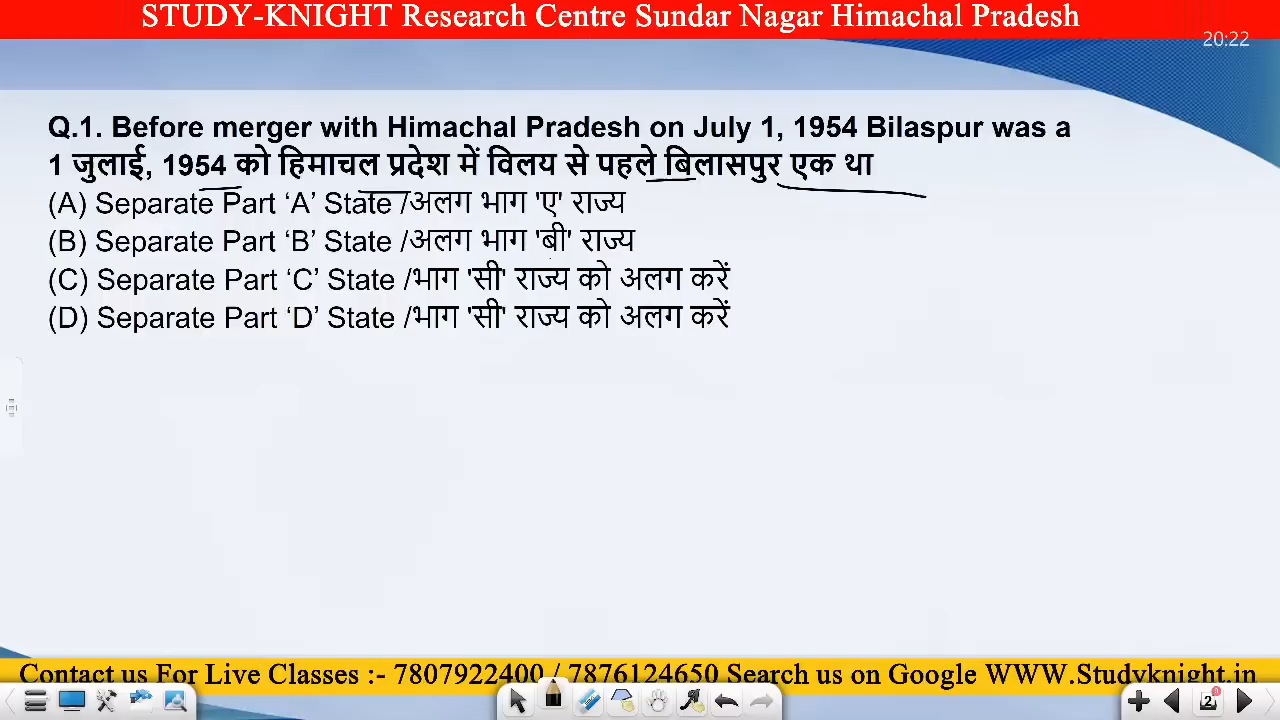 STUDY-KNIGHT Research Centre Sundar Nagar Himachal Pradesh
20:22
Q.1. Before merger with Himachal Pradesh on July 1, 1954 Bilaspur was a
1 जुलाई, 1954 को हिमाचल प्रदेश में विलय से पहले बिलासपुर एक था
(A) Separate Part ‘A’ State /अलग भाग 'ए' राज्य
(B) Separate Part ‘B’ State /अलग भाग 'बी' राज्य
(C) Separate Part ‘C’ State /भाग 'सी' राज्य को अलग करें
(D) Separate Part ‘D’ State /भाग 'सी' राज्य को अलग करें
Contact us For Live Classes :- 7807922400 / 7876124650 Search us on Google WWW.Studyknight.in
2